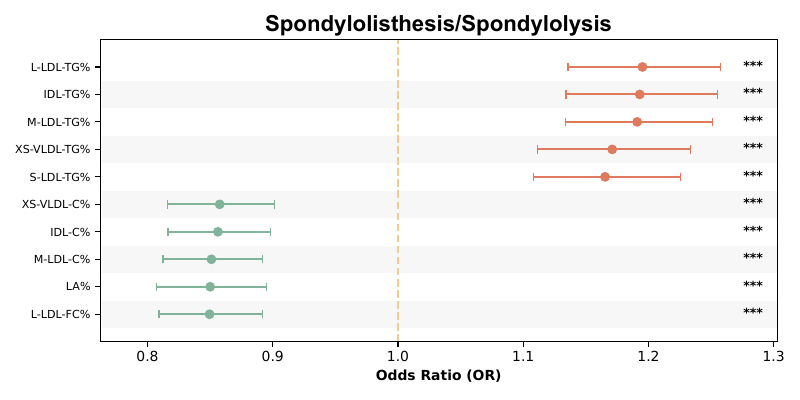 Spondylolisthesis/Spondylolysis
L-LDL-TG% ***
IDL-TG% ***
M-LDL-TG% ***
XS-VLDL-TG% ***
S-LDL-TG% ***
XS-VLDL-C% ***
IDL-C% ***
M-LDL-C% ***
LA% ***
L-LDL-FC% ***
0.8 0.9 1.0 1.1 1.2 1.3
Odds Ratio (OR)